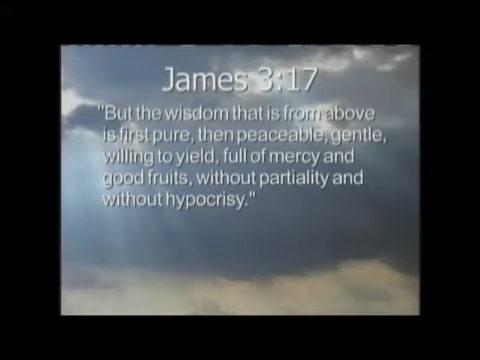 James 3:17
"But the wisdom that is from above
is first pure, then peaceable, gentle,
willing to yield, full of mercy and
good fruits, without partiality and
without hypocrisy."